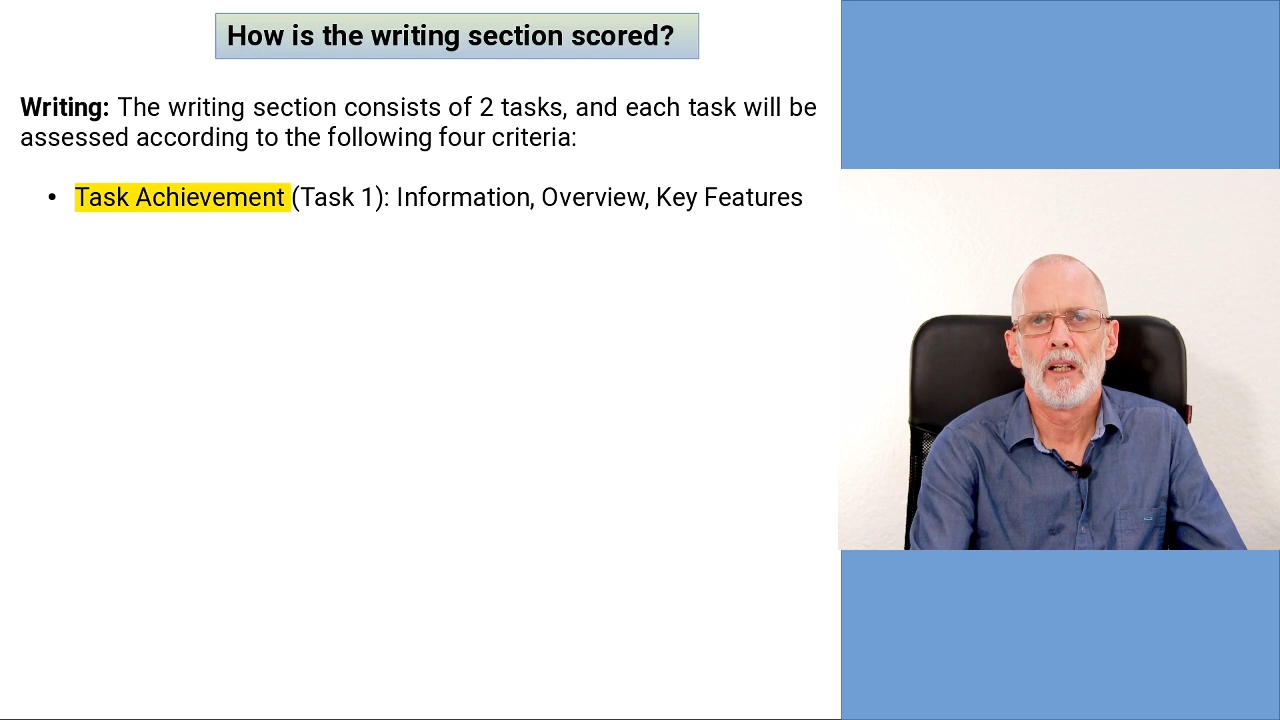 How is the writing section scored?
Writing: The writing section consists of 2 tasks, and each task will be
assessed according to the following four criteria:
• Task Achievement (Task 1): Information, Overview, Key Features